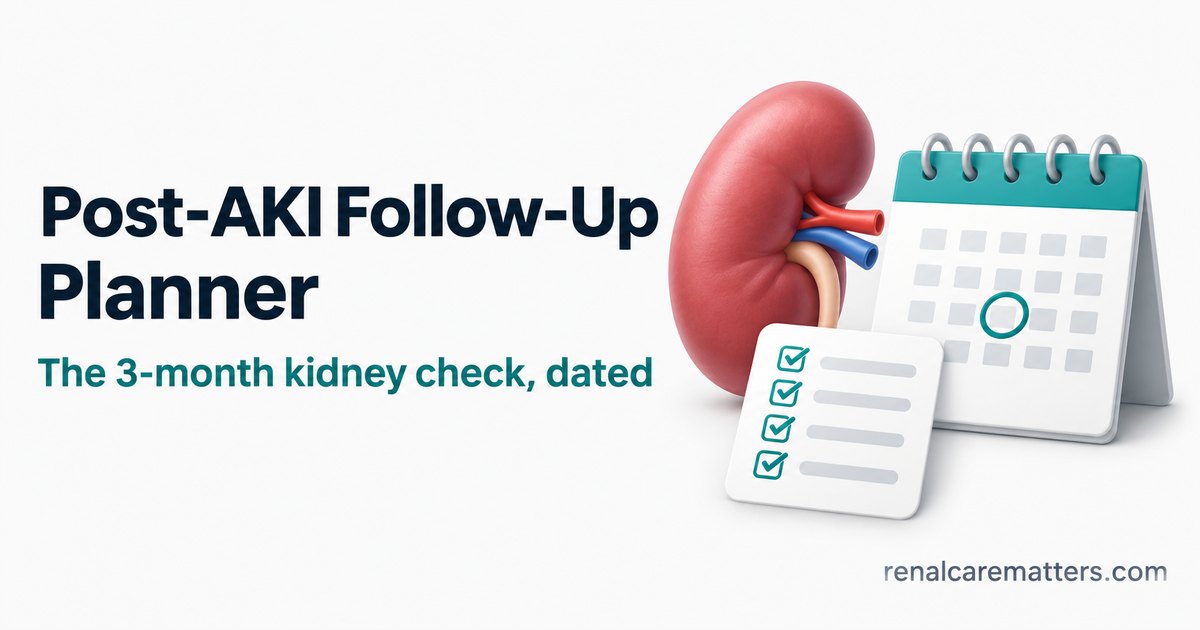 Post-AKI Follow-Up
Planner
The 3-month kidney check, dated
renalcarematters.com